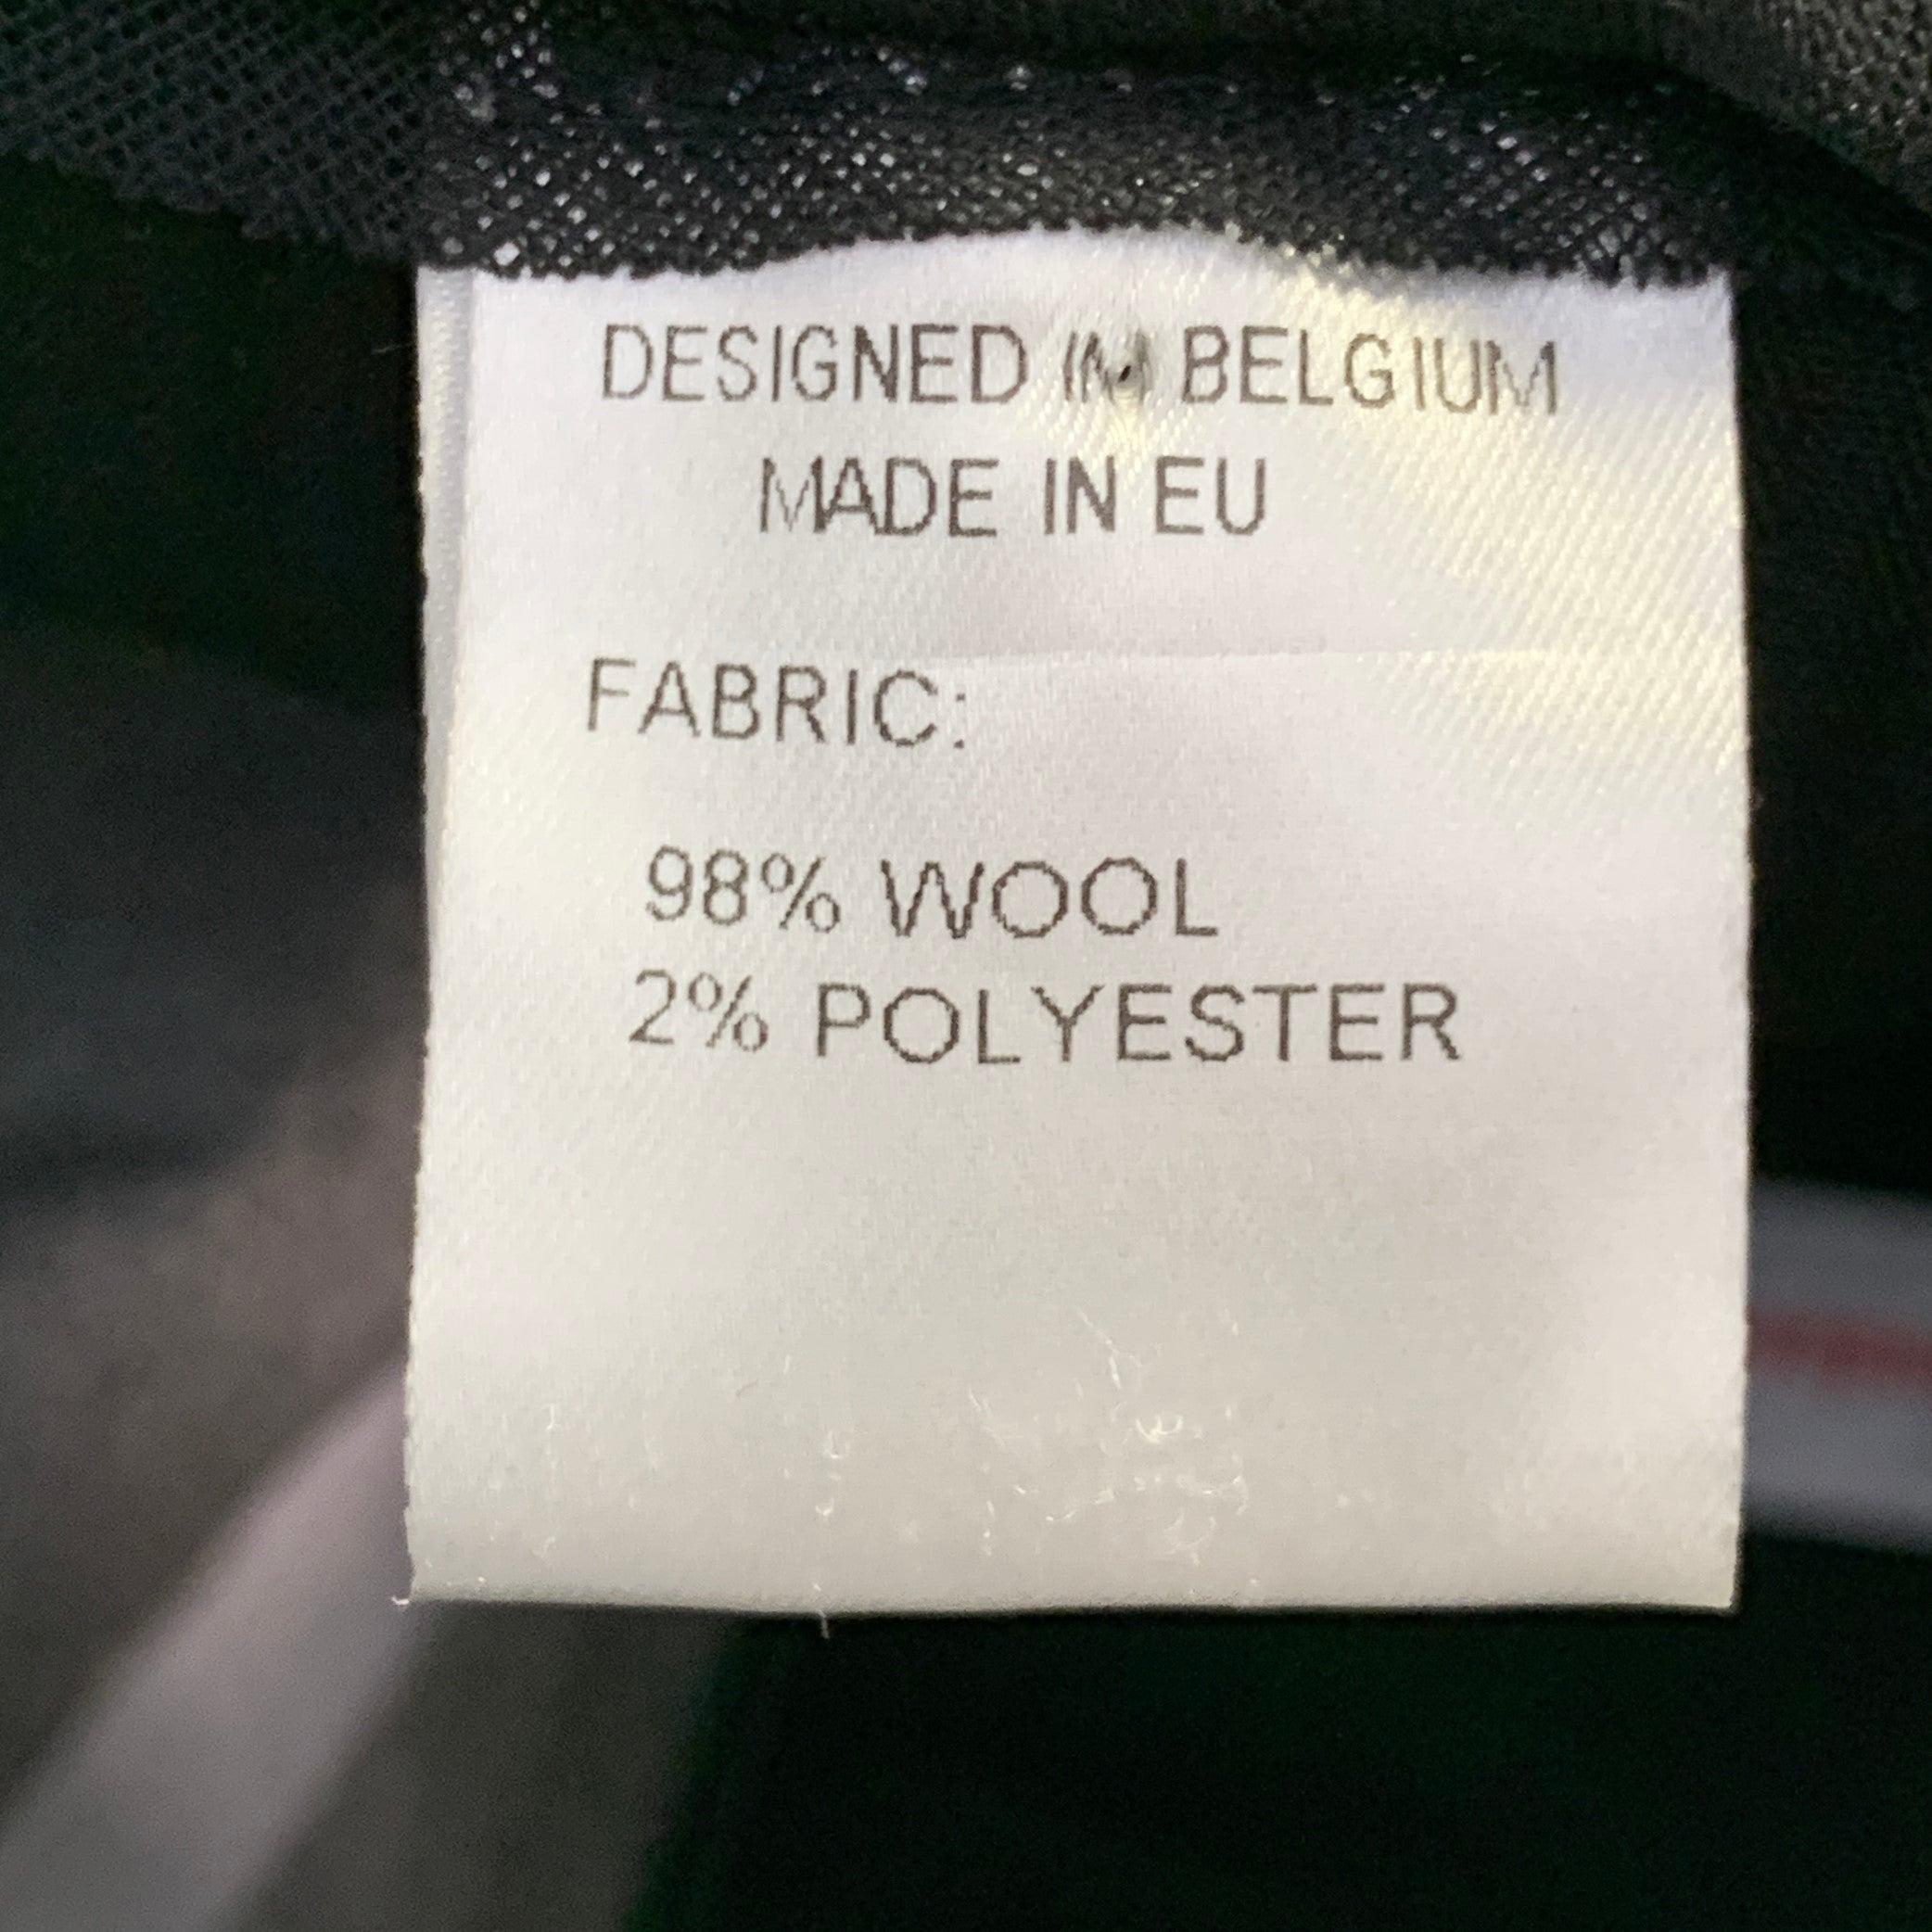 DESIGNED IN BELGIUM
MADE IN EU
FABRIC:
98% WOOL
2% POLYESTER